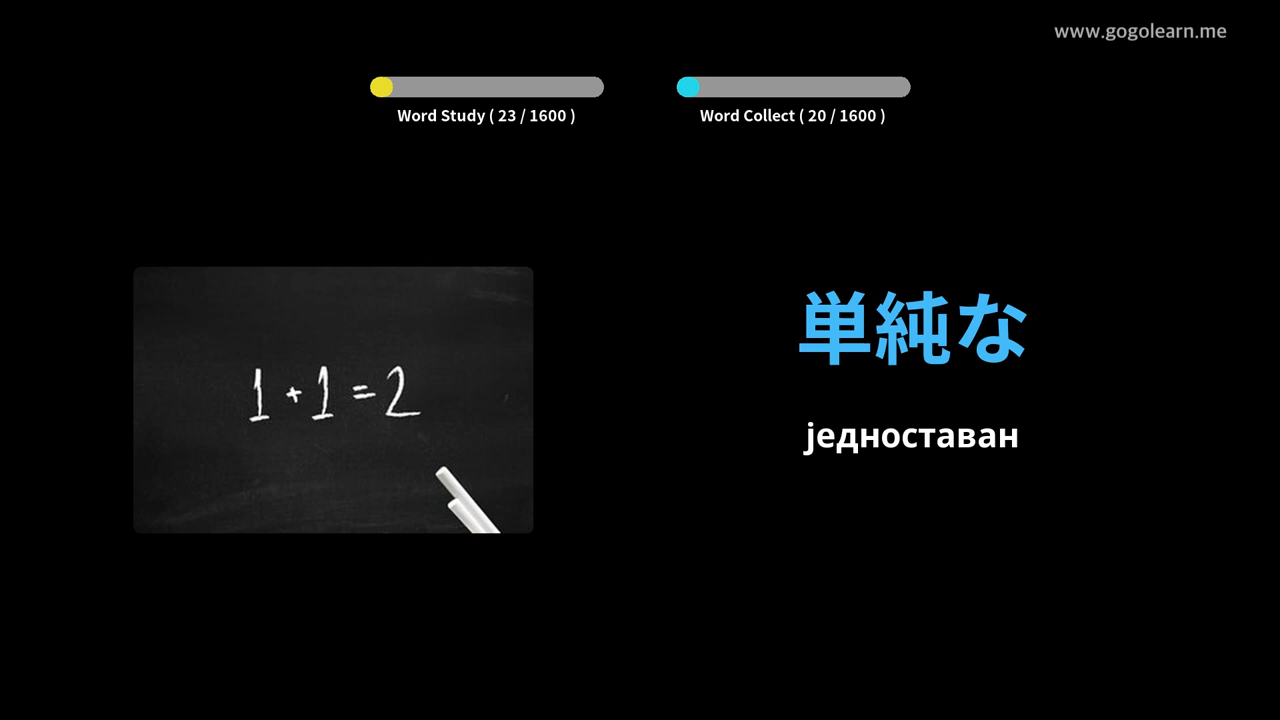 www.gogolearn.me
Word Study ( 23 / 1600 )
Word Collect ( 20 / 1600 )
1 + 1 = 2
単純な
једноставан